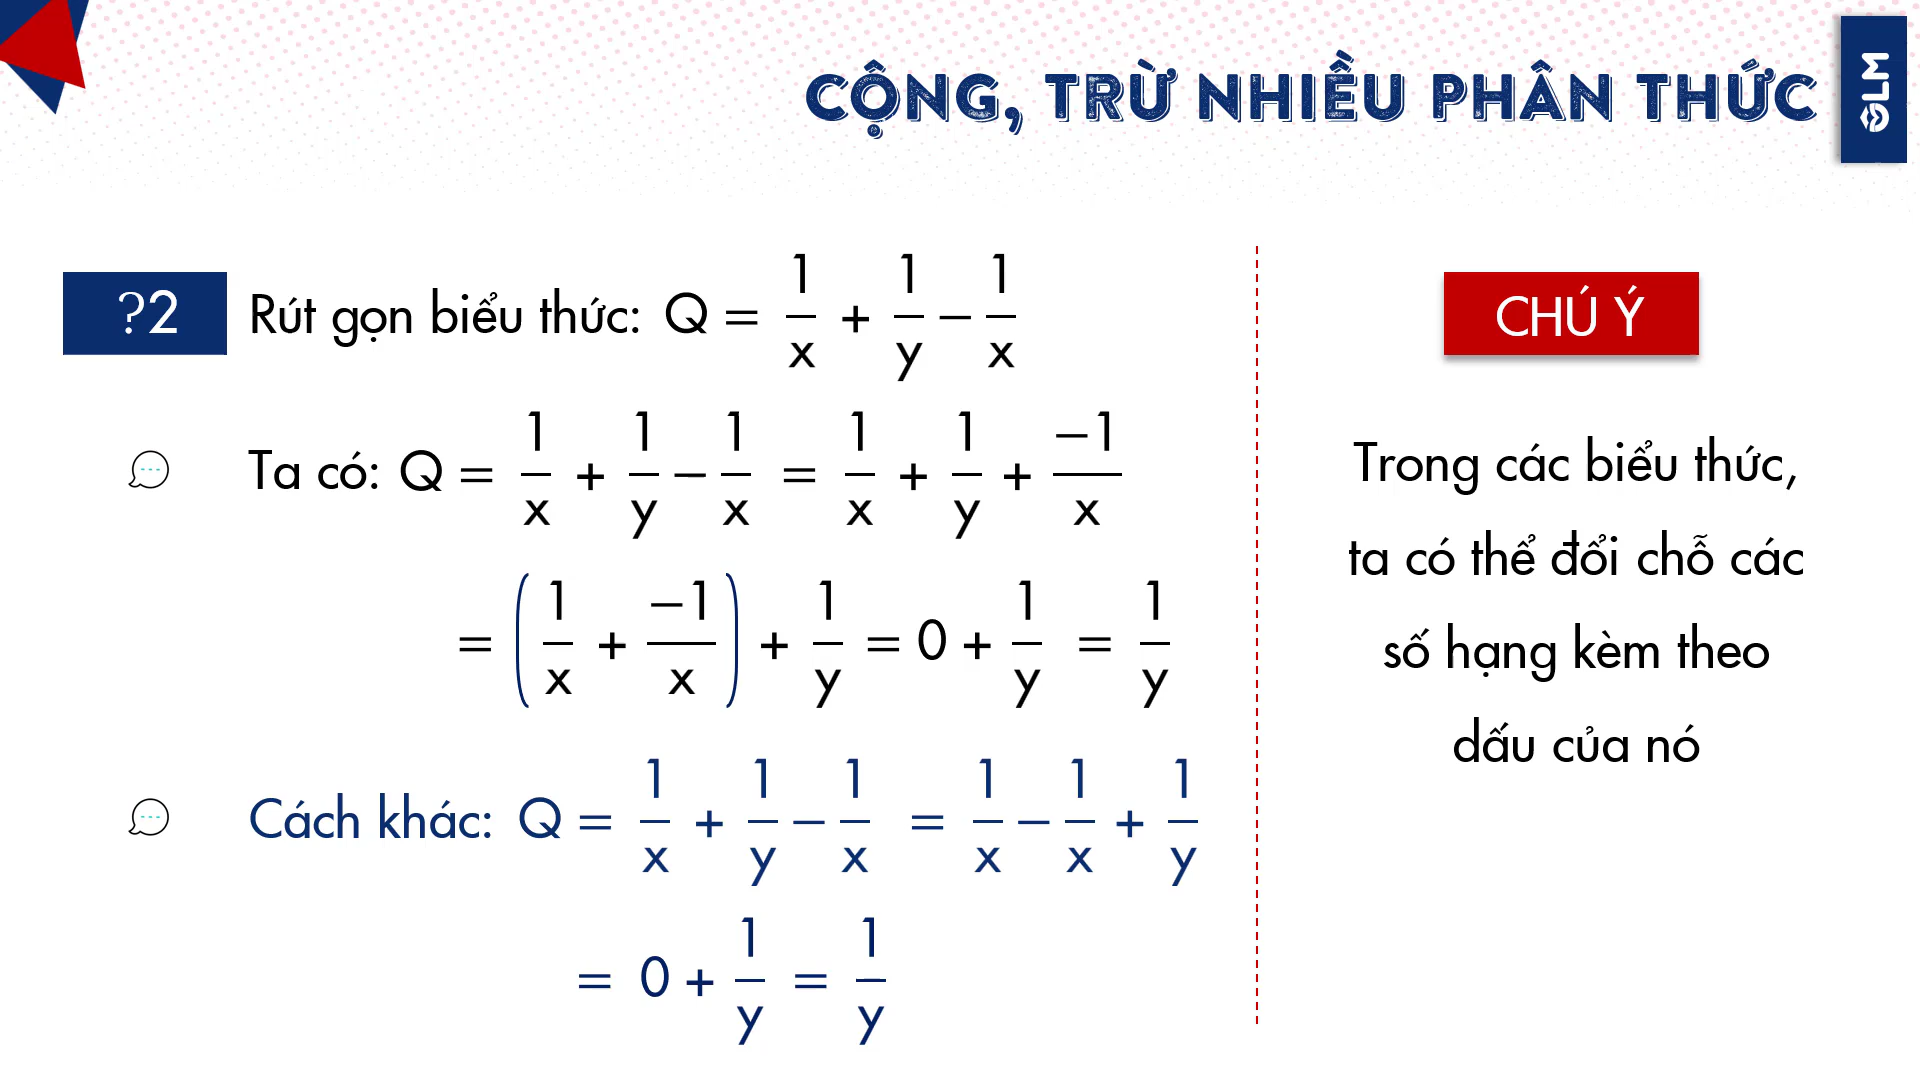 CỘNG, TRỪ NHIỀU PHÂN THỨC
OLM
?2 Rút gọn biểu thức: Q = 1/x + 1/y − 1/x
Ta có: Q = 1/x + 1/y − 1/x = 1/x + 1/y + −1/x
= (1/x + −1/x) + 1/y = 0 + 1/y = 1/y
Cách khác: Q = 1/x + 1/y − 1/x = 1/x − 1/x + 1/y
= 0 + 1/y = 1/y
CHÚ Ý
Trong các biểu thức,
ta có thể đổi chỗ các
số hạng kèm theo
dấu của nó